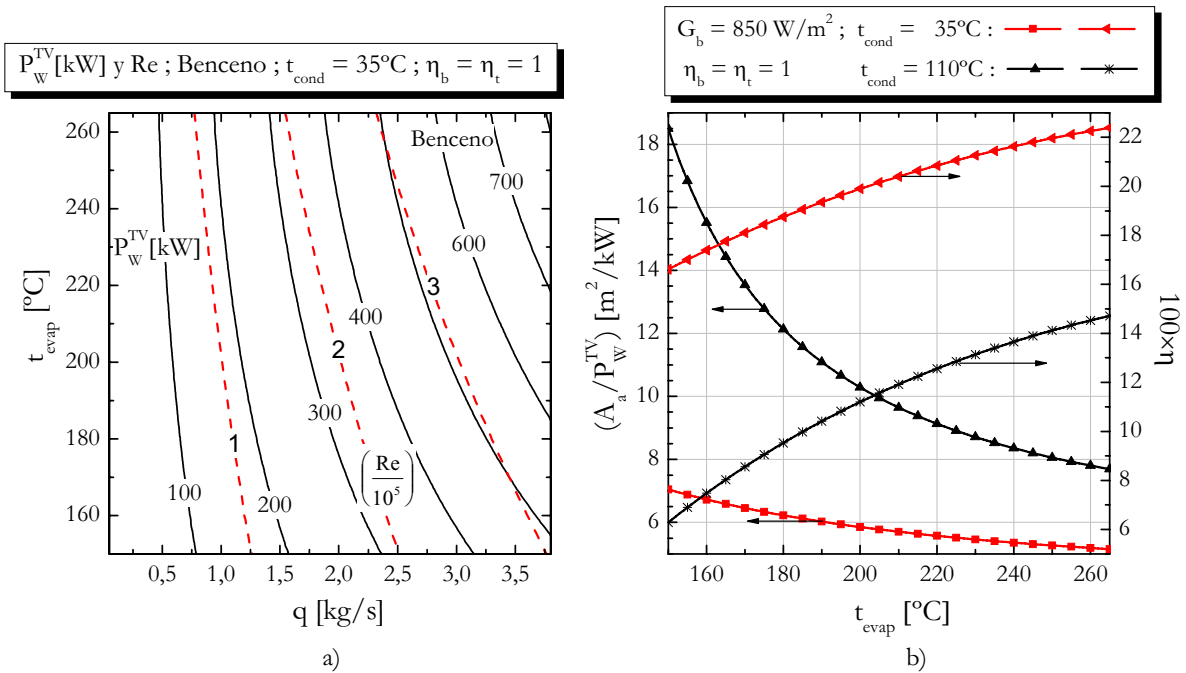 P_W^TV[kW] y Re ; Benceno ; t_cond = 35ºC ; η_b = η_t = 1
260
240
220
200
180
160
t_evap [ºC]
0,5 1,0 1,5 2,0 2,5 3,0 3,5
q [kg/s]
Benceno
P_W^TV[kW]
100
200
300
400
600
700
1
2
3
(Re/10^5)
a)
G_b = 850 W/m² ; t_cond = 35ºC :
η_b = η_t = 1 t_cond = 110ºC :
18
16
14
12
10
8
6
(A_a/P_W^TV) [m²/kW]
22
20
18
16
14
12
10
8
6
100×η
160 180 200 220 240 260
t_evap [ºC]
b)